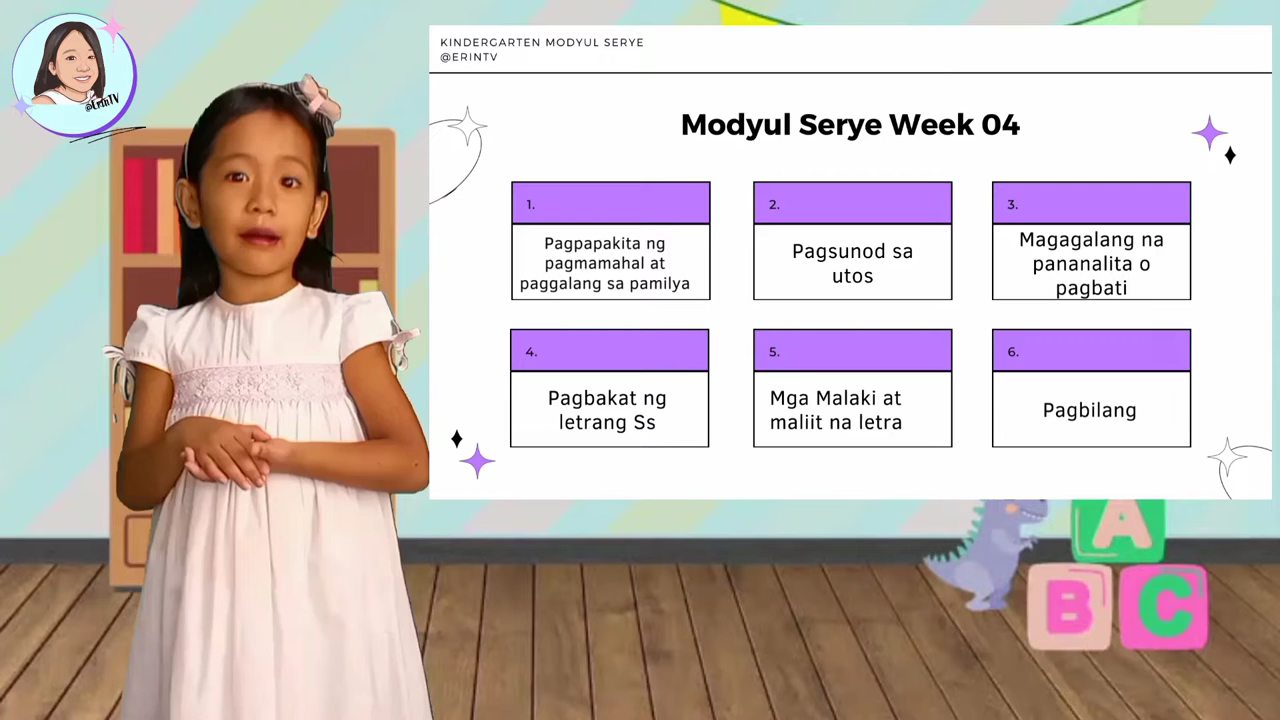 @ErinTV
KINDERGARTEN MODYUL SERYE
@ERINTV
Modyul Serye Week 04
1.
Pagpapakita ng
pagmamahal at
paggalang sa pamilya
2.
Pagsunod sa
utos
3.
Magagalang na
pananalita o
pagbati
4.
Pagbakat ng
letrang Ss
5.
Mga Malaki at
maliit na letra
6.
Pagbilang
A
B
C